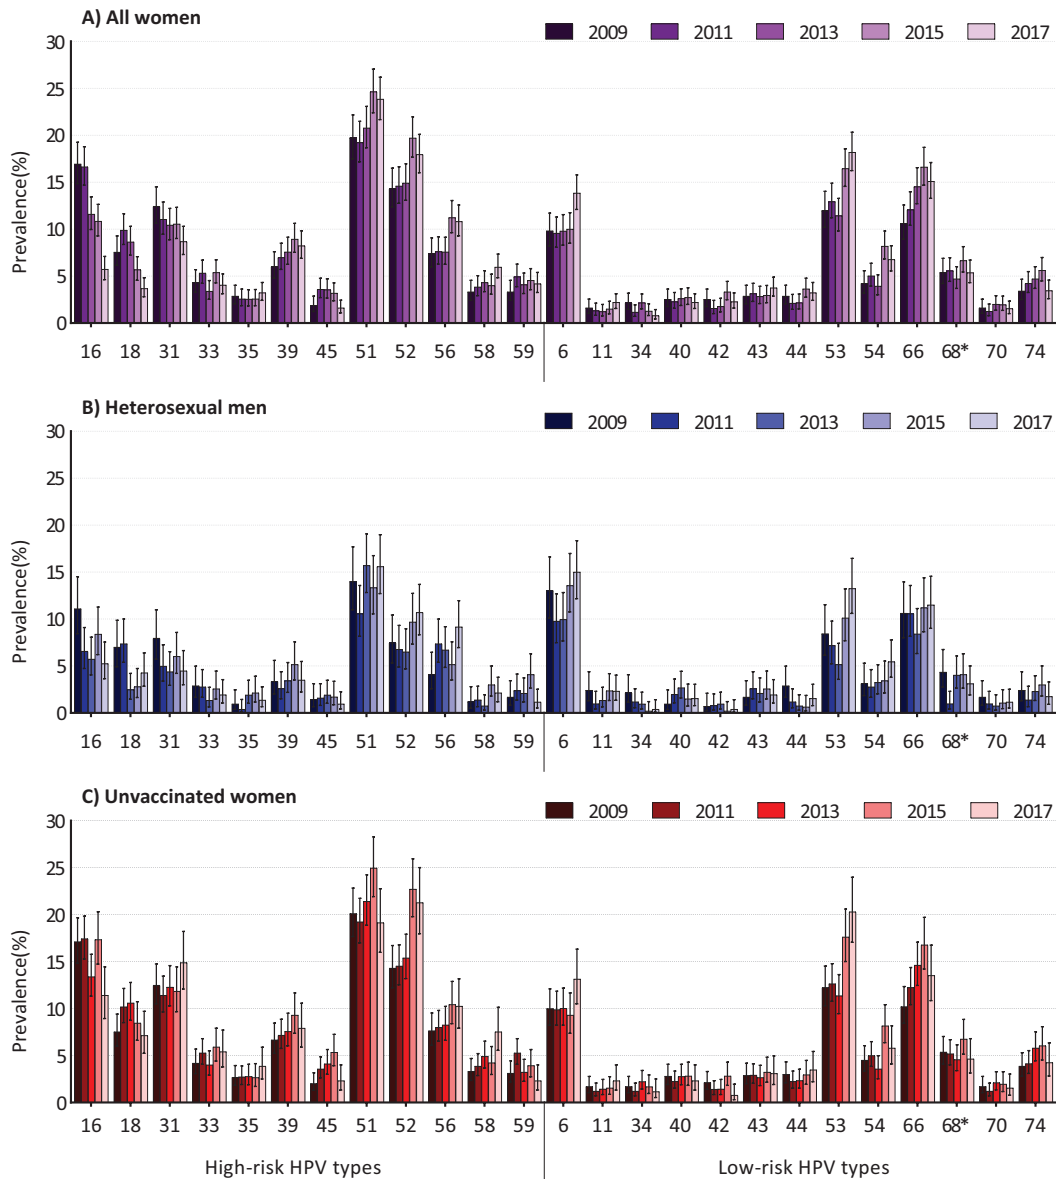 A) All women
2009 2011 2013 2015 2017
Prevalence(%)
30
25
20
15
10
5
0
16 18 31 33 35 39 45 51 52 56 58 59 6 11 34 40 42 43 44 53 54 66 68* 70 74
B) Heterosexual men
2009 2011 2013 2015 2017
Prevalence(%)
30
25
20
15
10
5
0
16 18 31 33 35 39 45 51 52 56 58 59 6 11 34 40 42 43 44 53 54 66 68* 70 74
C) Unvaccinated women
2009 2011 2013 2015 2017
Prevalence(%)
30
25
20
15
10
5
0
16 18 31 33 35 39 45 51 52 56 58 59 6 11 34 40 42 43 44 53 54 66 68* 70 74
High-risk HPV types Low-risk HPV types